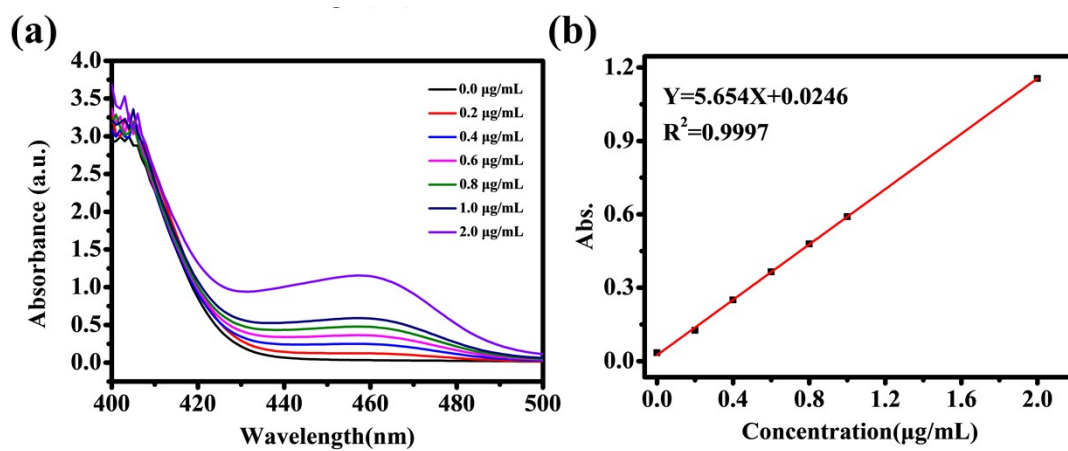 (a)
4.0
3.5
3.0
2.5
2.0
1.5
1.0
0.5
0.0
Absorbance (a.u.)
400 420 440 460 480 500
Wavelength(nm)
0.0 μg/mL
0.2 μg/mL
0.4 μg/mL
0.6 μg/mL
0.8 μg/mL
1.0 μg/mL
2.0 μg/mL
(b)
Y=5.654X+0.0246
R²=0.9997
1.2
0.9
0.6
0.3
0.0
Abs.
0.0 0.4 0.8 1.2 1.6 2.0
Concentration(μg/mL)